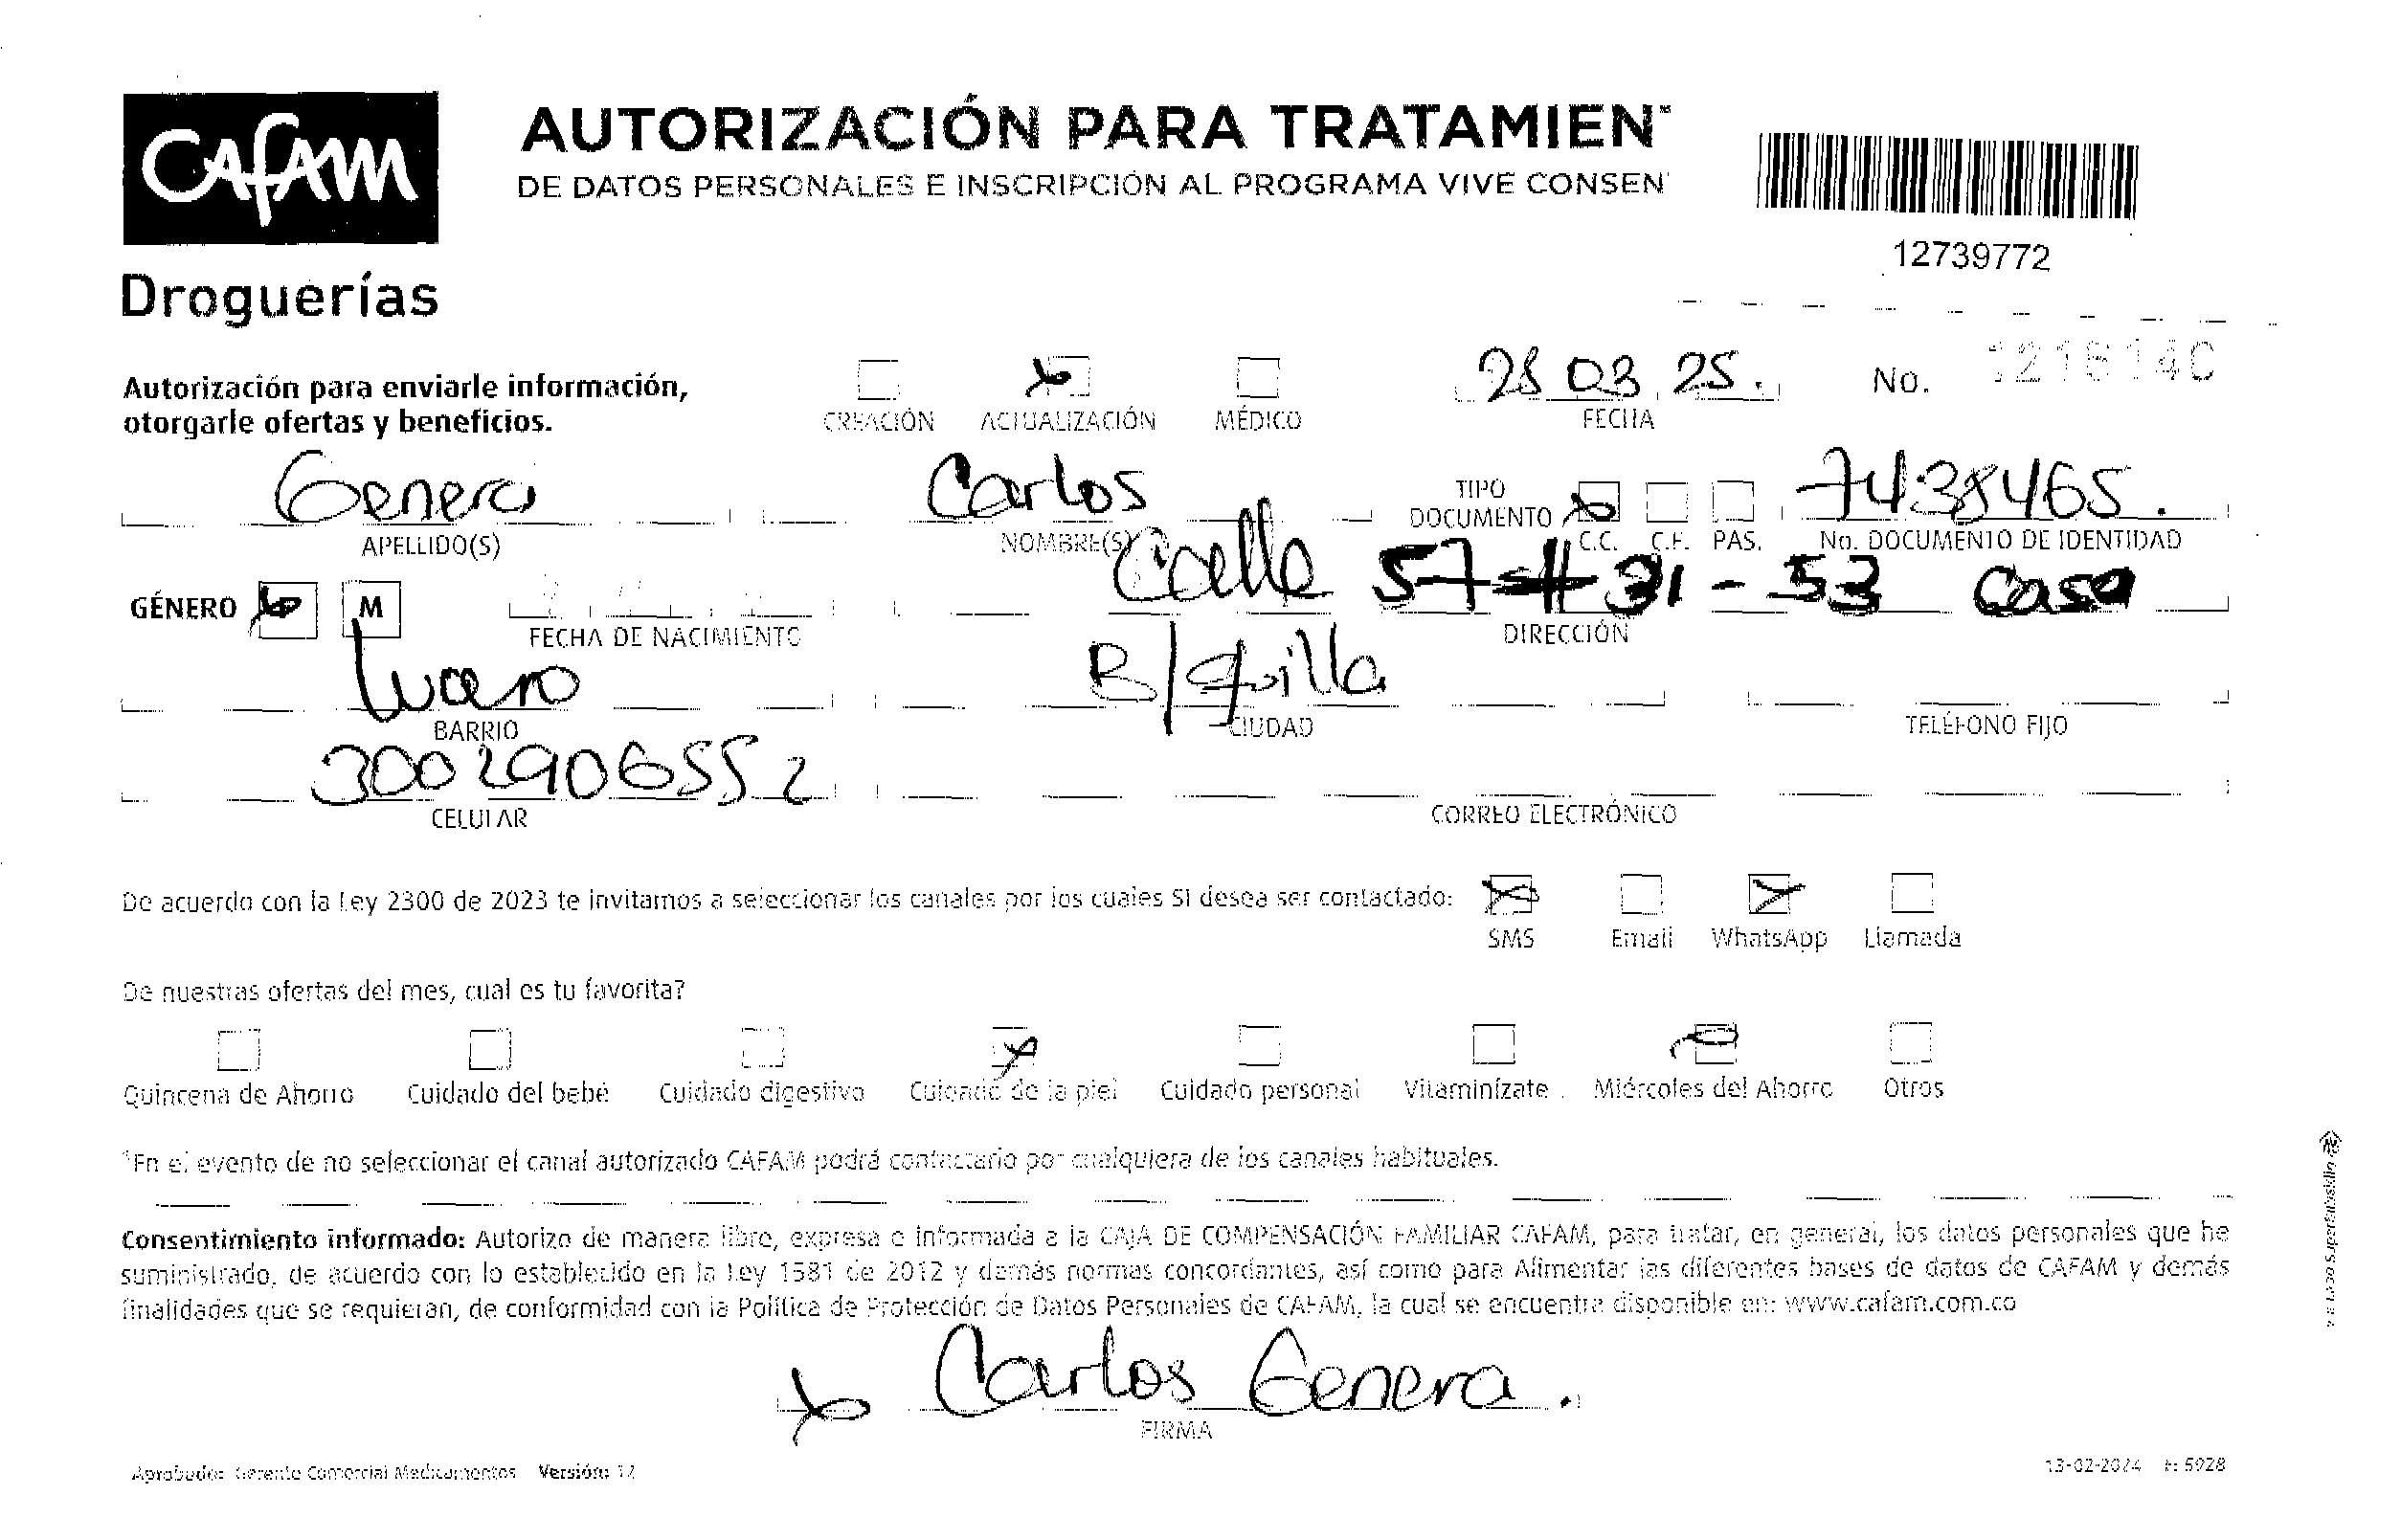 CAFAM
Droguerías
AUTORIZACIÓN PARA TRATAMIEN
DE DATOS PERSONALES E INSCRIPCIÓN AL PROGRAMA VIVE CONSEN
12739772
Autorización para enviarle información,
otorgarle ofertas y beneficios.
CREACIÓN ACTUALIZACIÓN MÉDICO
28 03 25.
FECHA
No. 121814C
Genera Carlos 7438465.
APELLIDO(S) NOMBRE(S) TIPO DOCUMENTO C.C. C.E. PAS. No. DOCUMENTO DE IDENTIDAD
GÉNERO M Calle 57 # 31 - 53 Casa
FECHA DE NACIMIENTO DIRECCIÓN
B/quilla
BARRIO CIUDAD TELÉFONO FIJO
3002906552
CELULAR CORREO ELECTRÓNICO
De acuerdo con la Ley 2300 de 2023 te invitamos a seleccionar los canales por los cuales SI desea ser contactado:
SMS Email WhatsApp Llamada
De nuestras ofertas del mes, cual es tu favorita?
Quincena de Ahorro Cuidado del bebé Cuidado digestivo Cuidado de la piel Cuidado personal Vitaminízate Miércoles del Ahorro Otros
*En el evento de no seleccionar el canal autorizado CAFAM podrá contactarlo por cualquiera de los canales habituales.
Consentimiento informado: Autorizo de manera libre, expresa e informada a la CAJA DE COMPENSACIÓN FAMILIAR CAFAM, para tratar, en general, los datos personales que he
suministrado, de acuerdo con lo establecido en la Ley 1581 de 2012 y demás normas concordantes, así como para Alimentar las diferentes bases de datos de CAFAM y demás
finalidades que se requieran, de conformidad con la Política de Protección de Datos Personales de CAFAM, la cual se encuentra disponible en: www.cafam.com.co
Carlos Genera.
FIRMA
Aprobado: Gerente Comercial Medicamentos Versión: 12
13-02-2024 F: 5928
VIGILADO Supersubsidio